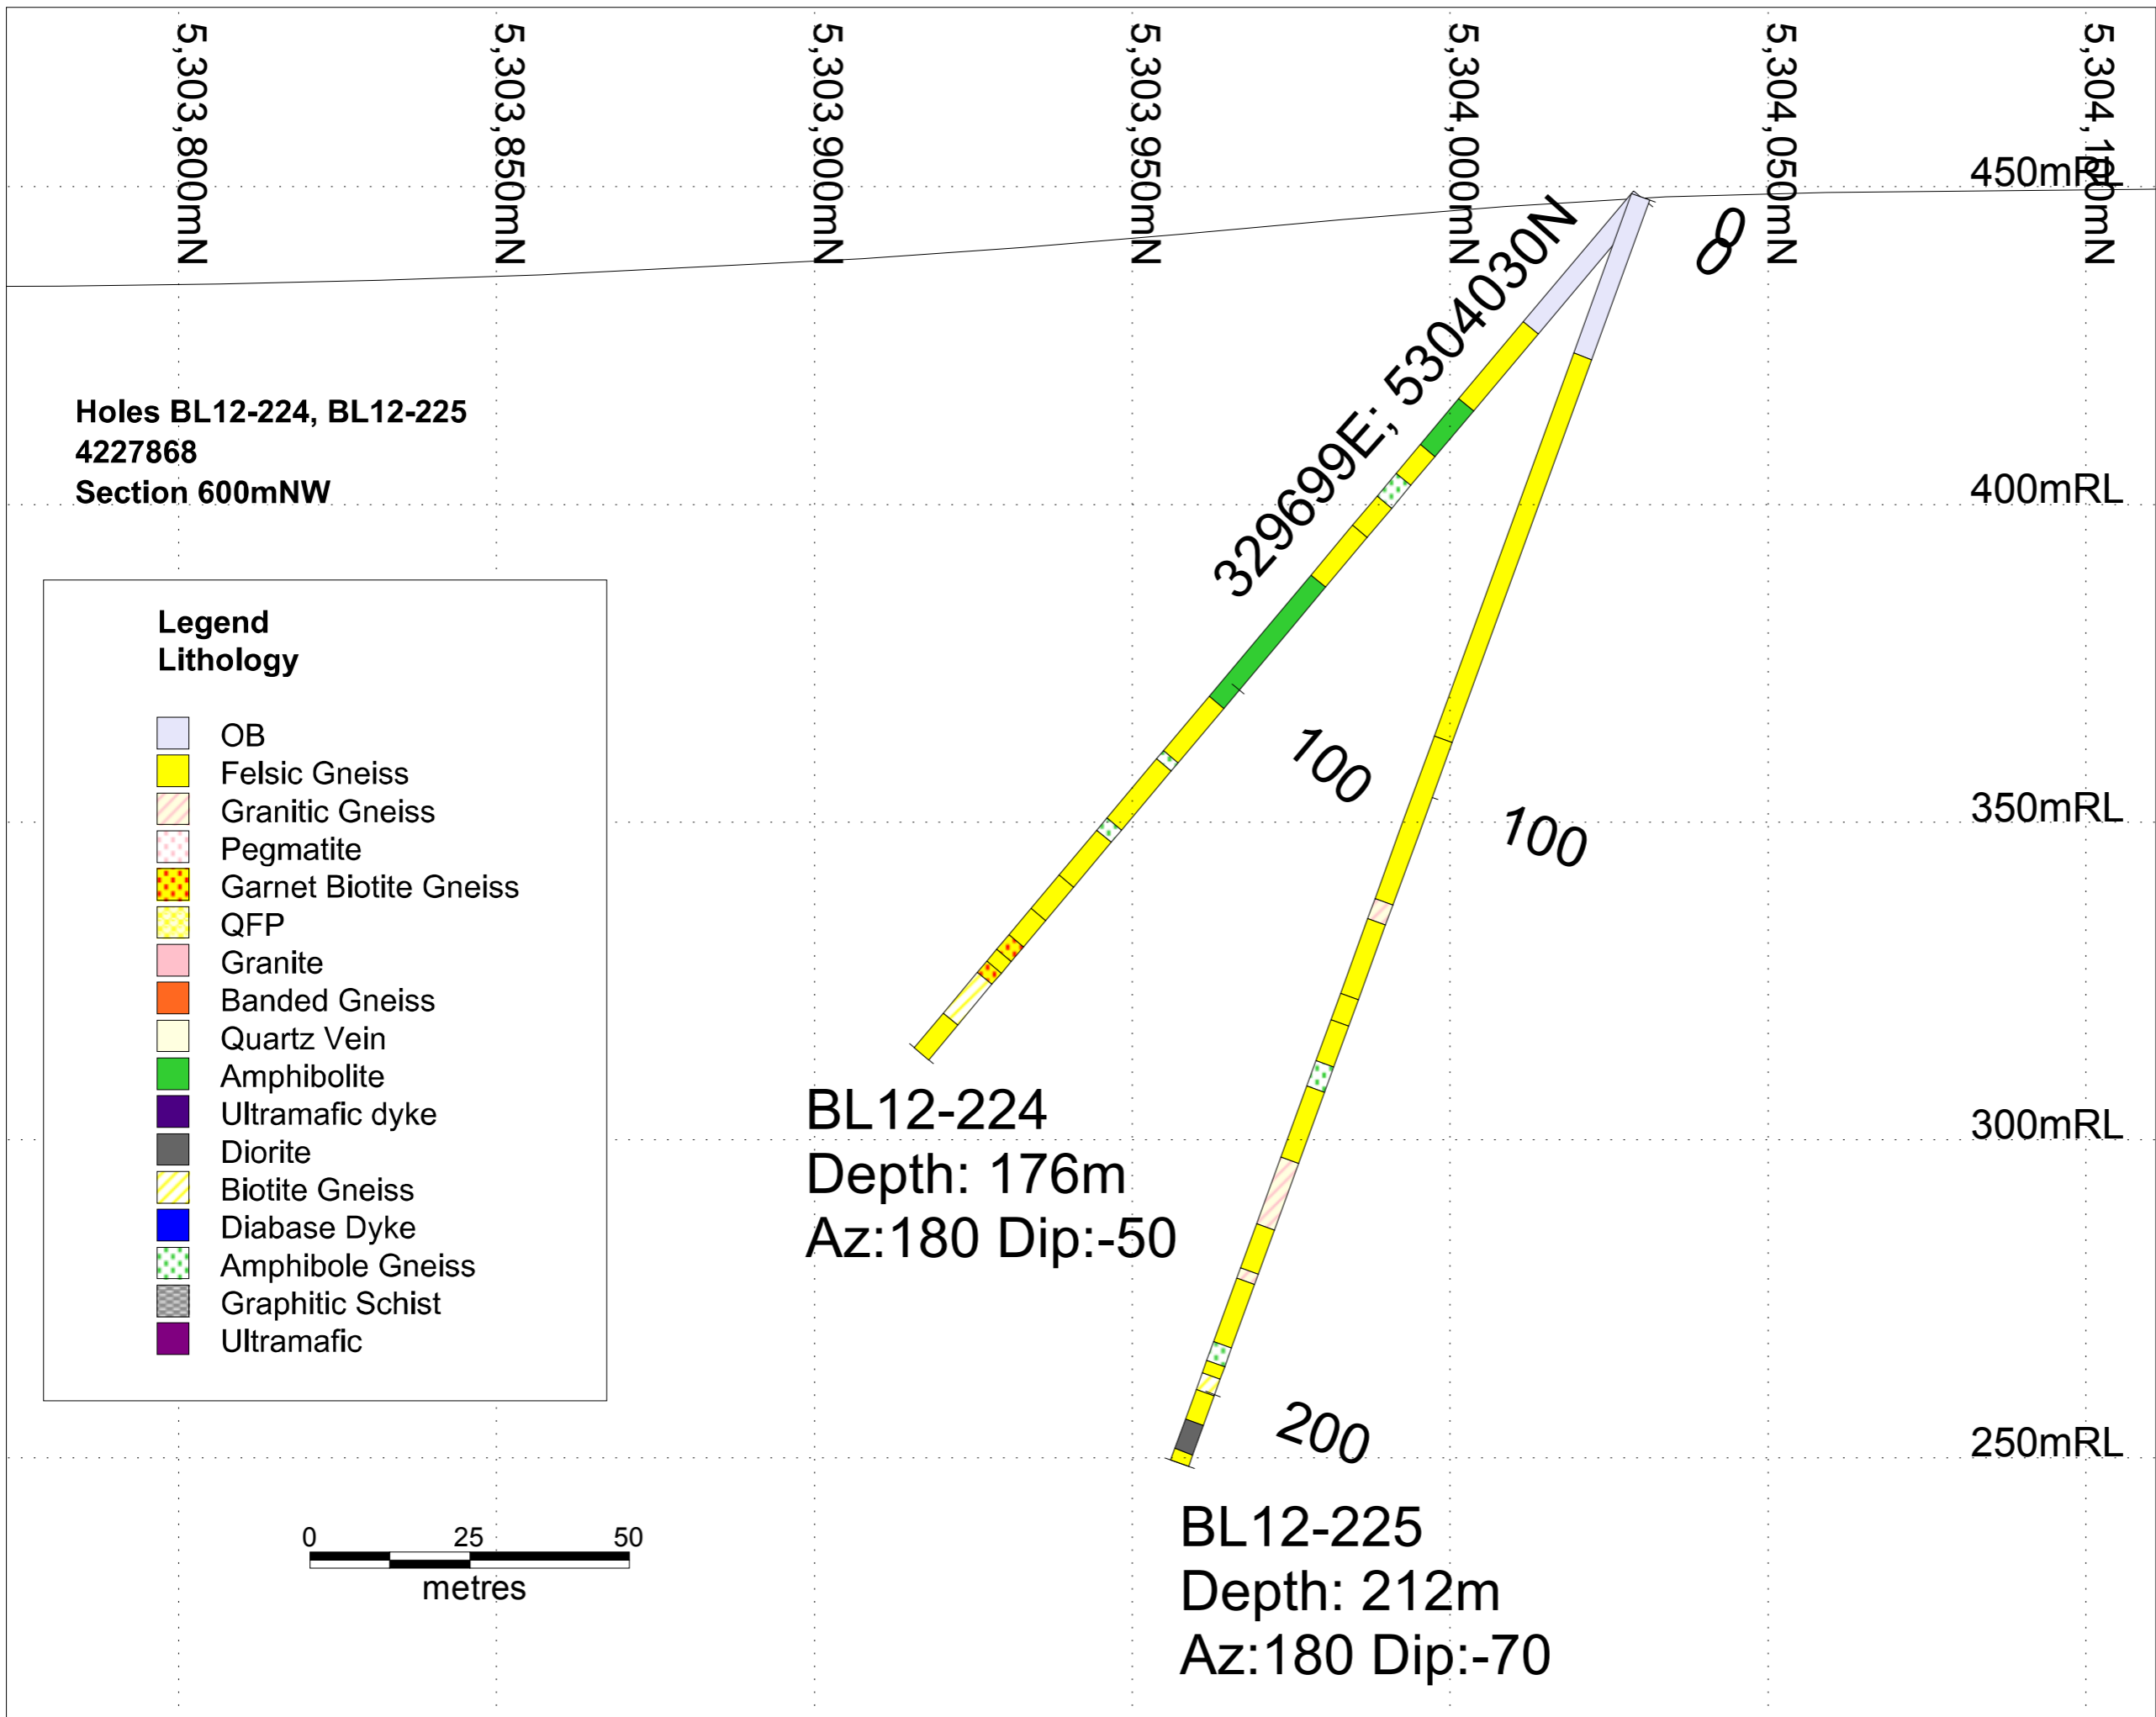 5,303,800mN
5,303,850mN
5,303,900mN
5,303,950mN
5,304,000mN
5,304,050mN
5,304,100mN
450mRL
0
0
329699E; 5304030N
Holes BL12-224, BL12-225
4227868
Section 600mNW
400mRL
Legend
Lithology
OB
Felsic Gneiss
Granitic Gneiss
Pegmatite
Garnet Biotite Gneiss
QFP
Granite
Banded Gneiss
Quartz Vein
Amphibolite
Ultramafic dyke
Diorite
Biotite Gneiss
Diabase Dyke
Amphibole Gneiss
Graphitic Schist
Ultramafic
100
100
350mRL
BL12-224
Depth: 176m
Az:180 Dip:-50
300mRL
200
250mRL
BL12-225
Depth: 212m
Az:180 Dip:-70
0 25 50
metres